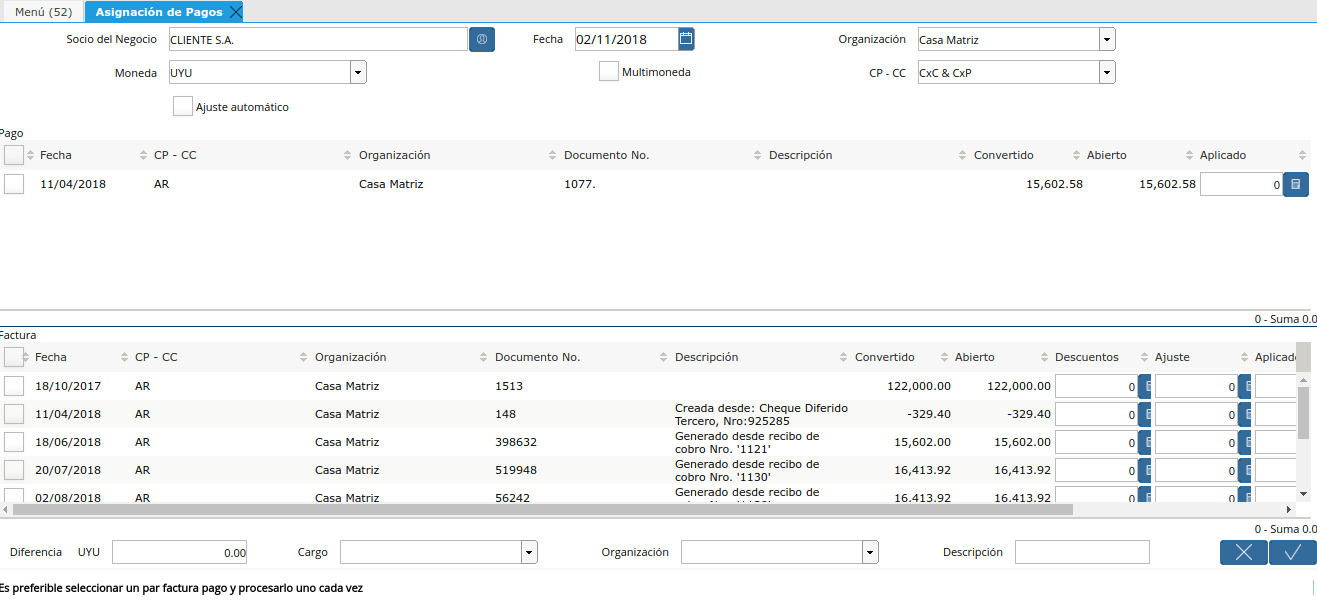 Menú (52) Asignación de Pagos
Socio del Negocio CLIENTE S.A. Fecha 02/11/2018 Organización Casa Matriz
Moneda UYU Multimoneda CP - CC CxC & CxP
Ajuste automático
Pago
Fecha CP - CC Organización Documento No. Descripción Convertido Abierto Aplicado
11/04/2018 AR Casa Matriz 1077. 15,602.58 15,602.58 0
0 - Suma 0.0
Factura
Fecha CP - CC Organización Documento No. Descripción Convertido Abierto Descuentos Ajuste Aplicado
18/10/2017 AR Casa Matriz 1513 122,000.00 122,000.00 0 0
11/04/2018 AR Casa Matriz 148 Creada desde: Cheque Diferido Tercero, Nro:925285 -329.40 -329.40 0 0
18/06/2018 AR Casa Matriz 398632 Generado desde recibo de cobro Nro. '1121' 15,602.00 15,602.00 0 0
20/07/2018 AR Casa Matriz 519948 Generado desde recibo de cobro Nro. '1130' 16,413.92 16,413.92 0 0
02/08/2018 AR Casa Matriz 56242 Generado desde recibo de 16,413.92 16,413.92 0 0
0 - Suma 0.0
Diferencia UYU 0.00 Cargo Organización Descripción
Es preferible seleccionar un par factura pago y procesarlo uno cada vez